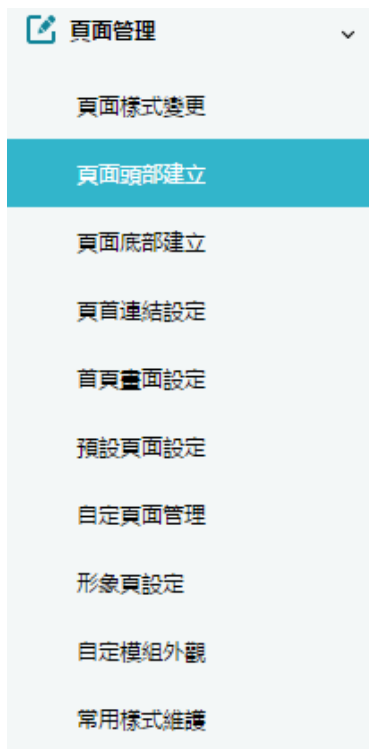 頁面管理
頁面樣式變更
頁面頭部建立
頁面底部建立
頁首連結設定
首頁畫面設定
預設頁面設定
自定頁面管理
形象頁設定
自定模組外觀
常用樣式維護